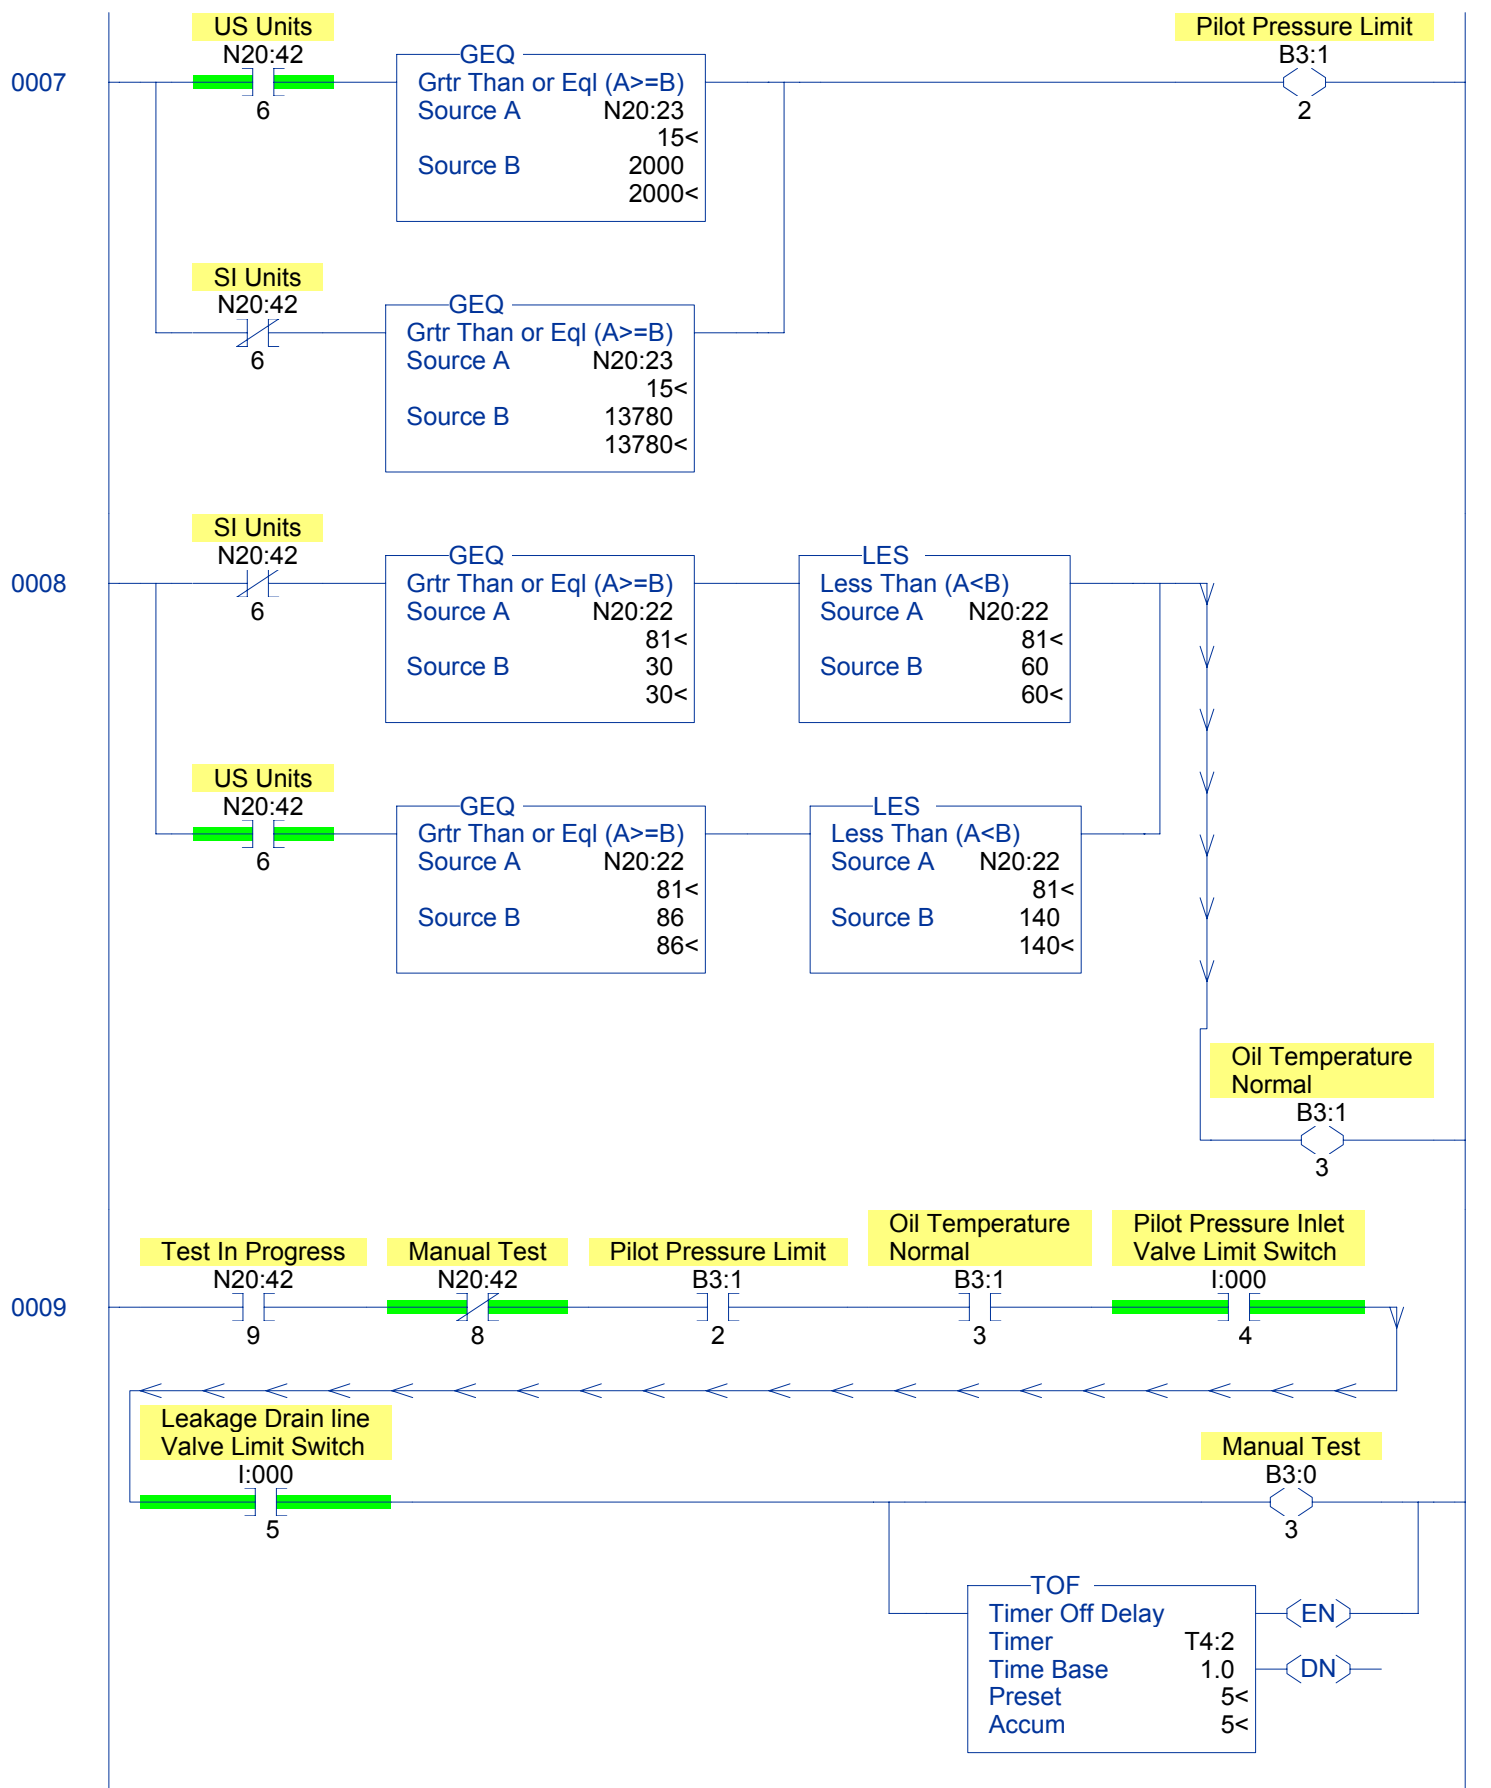 US Units
N20:42
6
GEQ
Grtr Than or Eql (A>=B)
Source A N20:23
15<
Source B 2000
2000<
Pilot Pressure Limit
B3:1
2
0007
SI Units
N20:42
6
GEQ
Grtr Than or Eql (A>=B)
Source A N20:23
15<
Source B 13780
13780<
0008
SI Units
N20:42
6
GEQ
Grtr Than or Eql (A>=B)
Source A N20:22
81<
Source B 30
30<
LES
Less Than (A<B)
Source A N20:22
81<
Source B 60
60<
US Units
N20:42
6
GEQ
Grtr Than or Eql (A>=B)
Source A N20:22
81<
Source B 86
86<
LES
Less Than (A<B)
Source A N20:22
81<
Source B 140
140<
Oil Temperature
Normal
B3:1
3
0009
Test In Progress
N20:42
9
Manual Test
N20:42
8
Pilot Pressure Limit
B3:1
2
Oil Temperature
Normal
B3:1
3
Pilot Pressure Inlet
Valve Limit Switch
I:000
4
Leakage Drain line
Valve Limit Switch
I:000
5
Manual Test
B3:0
3
TOF
Timer Off Delay
Timer T4:2
Time Base 1.0
Preset 5<
Accum 5<
EN
DN